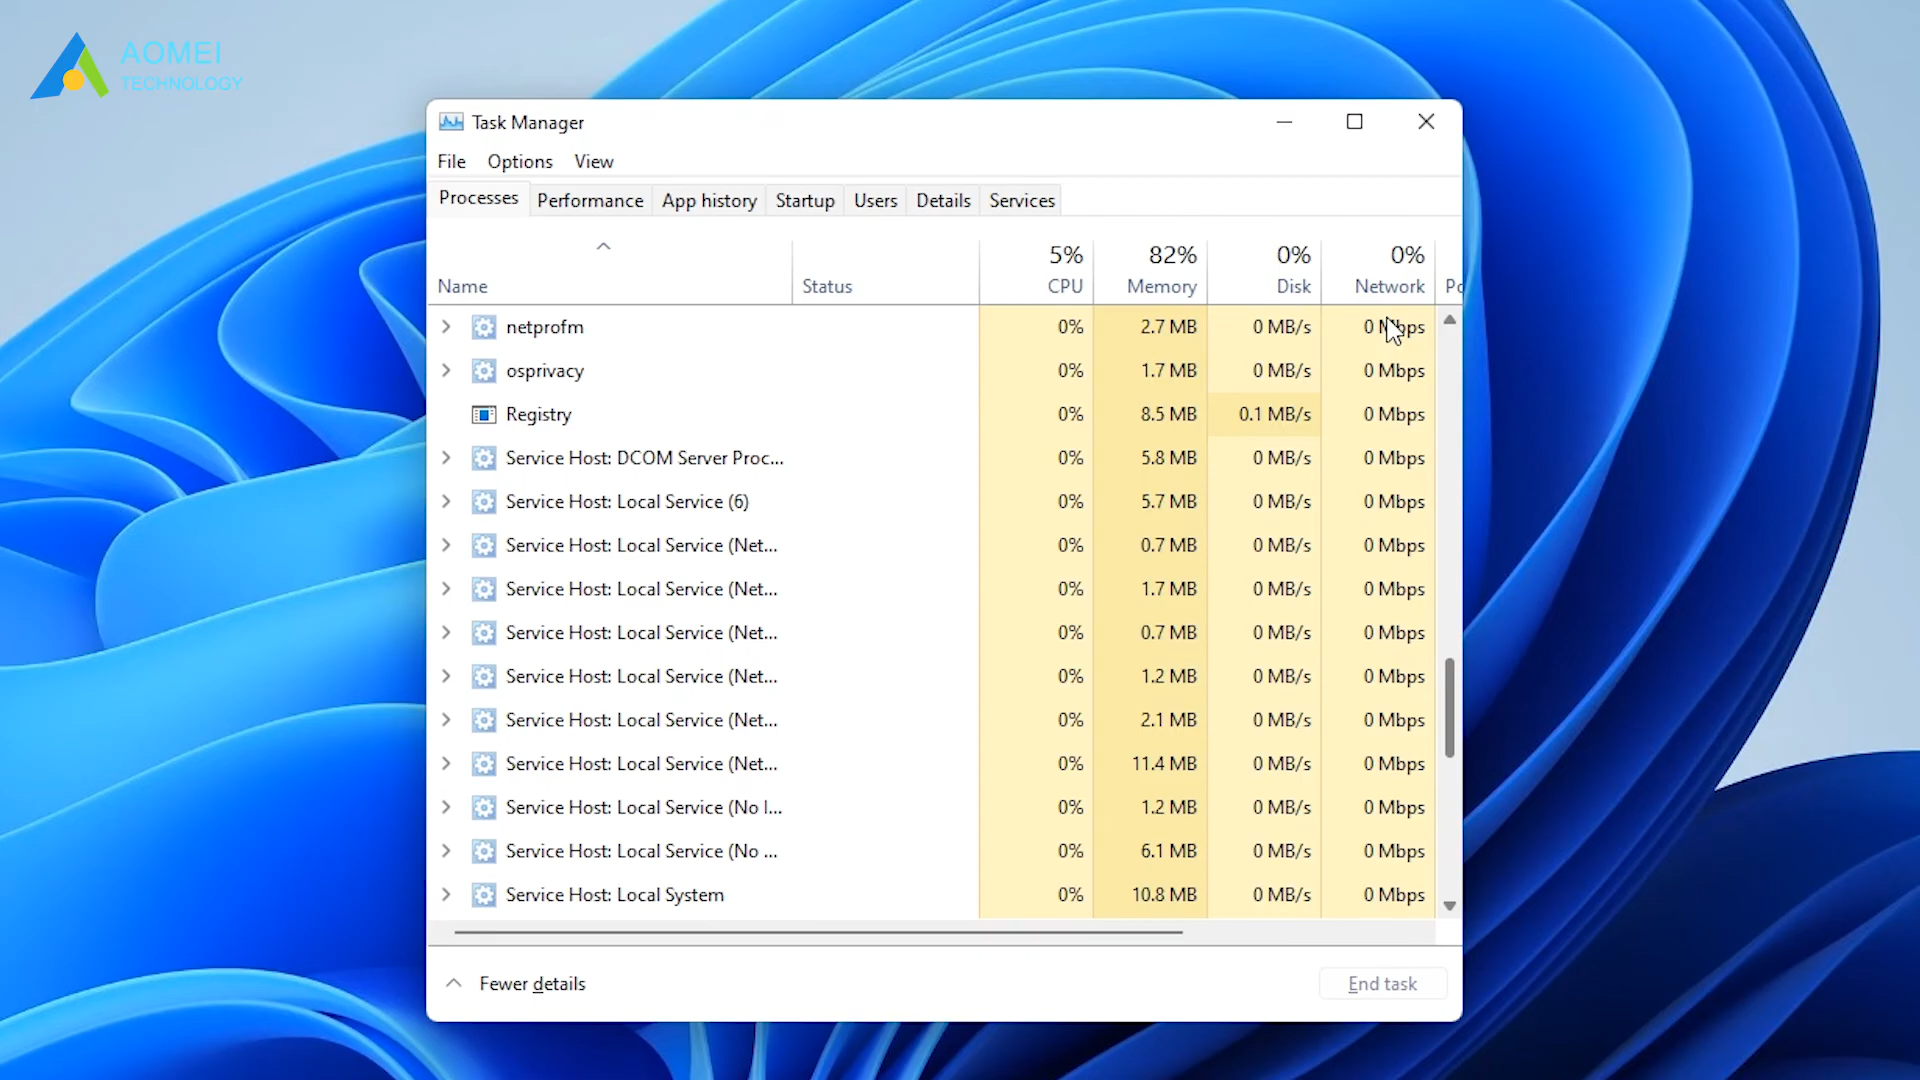 AOMEI
TECHNOLOGY
Task Manager
File Options View
Processes Performance App history Startup Users Details Services
5% 82% 0% 0%
Name Status CPU Memory Disk Network Po
netprofm 0% 2.7 MB 0 MB/s 0 Mbps
osprivacy 0% 1.7 MB 0 MB/s 0 Mbps
Registry 0% 8.5 MB 0.1 MB/s 0 Mbps
Service Host: DCOM Server Proc... 0% 5.8 MB 0 MB/s 0 Mbps
Service Host: Local Service (6) 0% 5.7 MB 0 MB/s 0 Mbps
Service Host: Local Service (Net... 0% 0.7 MB 0 MB/s 0 Mbps
Service Host: Local Service (Net... 0% 1.7 MB 0 MB/s 0 Mbps
Service Host: Local Service (Net... 0% 0.7 MB 0 MB/s 0 Mbps
Service Host: Local Service (Net... 0% 1.2 MB 0 MB/s 0 Mbps
Service Host: Local Service (Net... 0% 2.1 MB 0 MB/s 0 Mbps
Service Host: Local Service (Net... 0% 11.4 MB 0 MB/s 0 Mbps
Service Host: Local Service (No I... 0% 1.2 MB 0 MB/s 0 Mbps
Service Host: Local Service (No ... 0% 6.1 MB 0 MB/s 0 Mbps
Service Host: Local System 0% 10.8 MB 0 MB/s 0 Mbps
Fewer details End task